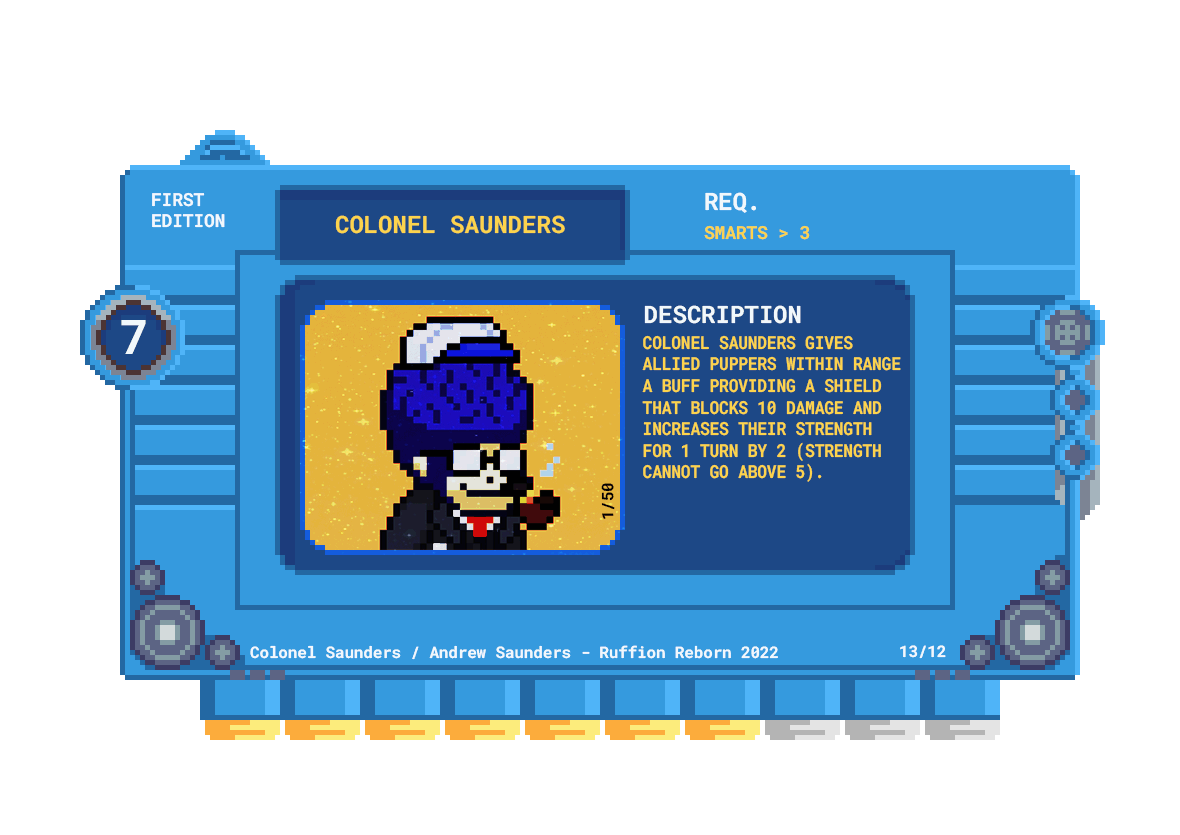 FIRST
EDITION
COLONEL SAUNDERS
REQ.
SMARTS > 3
7
DESCRIPTION
COLONEL SAUNDERS GIVES
ALLIED PUPPERS WITHIN RANGE
A BUFF PROVIDING A SHIELD
THAT BLOCKS 10 DAMAGE AND
INCREASES THEIR STRENGTH
FOR 1 TURN BY 2 (STRENGTH
CANNOT GO ABOVE 5).
1/50
Colonel Saunders / Andrew Saunders - Ruffion Reborn 2022
13/12